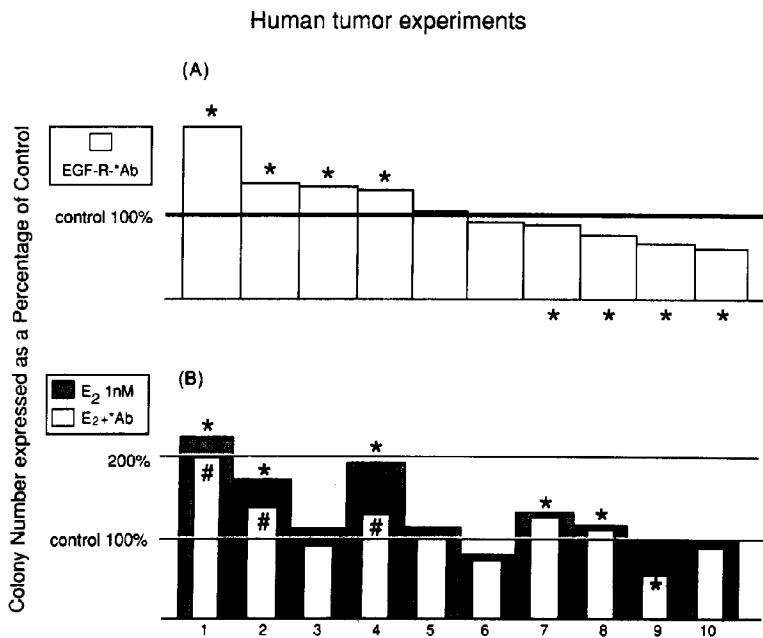 Human tumor experiments
Colony Number expressed as a Percentage of Control
(A)
EGF-R-*Ab
control 100%
* * * *
* * * *
(B)
E2 1nM
E2+*Ab
200%
control 100%
* * * * *
# # #
*
1 2 3 4 5 6 7 8 9 10